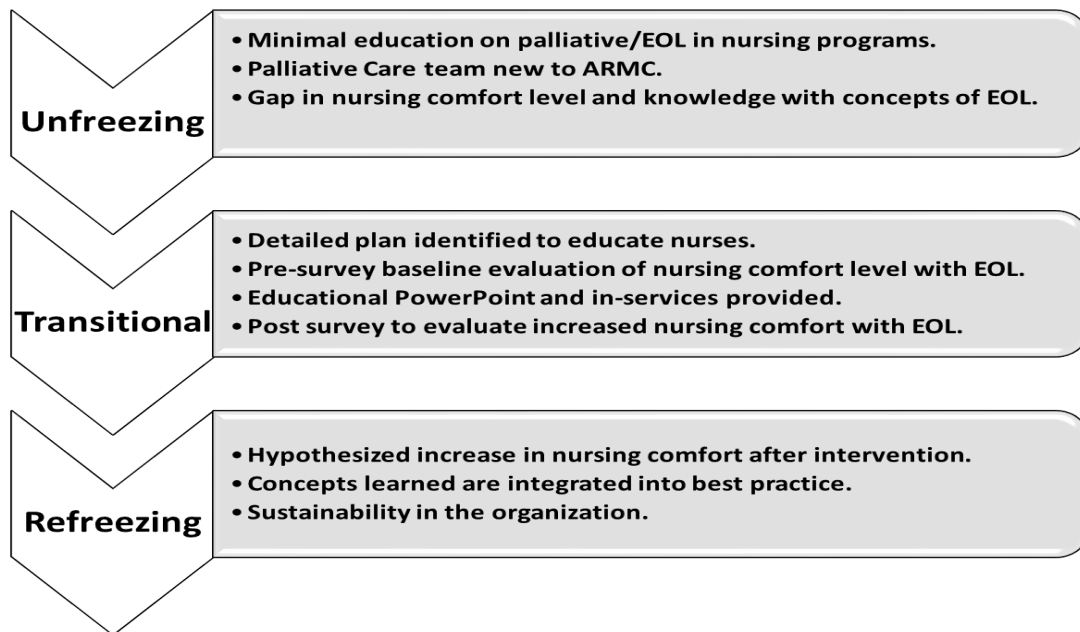 Unfreezing
• Minimal education on palliative/EOL in nursing programs.
• Palliative Care team new to ARMC.
• Gap in nursing comfort level and knowledge with concepts of EOL.
Transitional
• Detailed plan identified to educate nurses.
• Pre-survey baseline evaluation of nursing comfort level with EOL.
• Educational PowerPoint and in-services provided.
• Post survey to evaluate increased nursing comfort with EOL.
Refreezing
• Hypothesized increase in nursing comfort after intervention.
• Concepts learned are integrated into best practice.
• Sustainability in the organization.